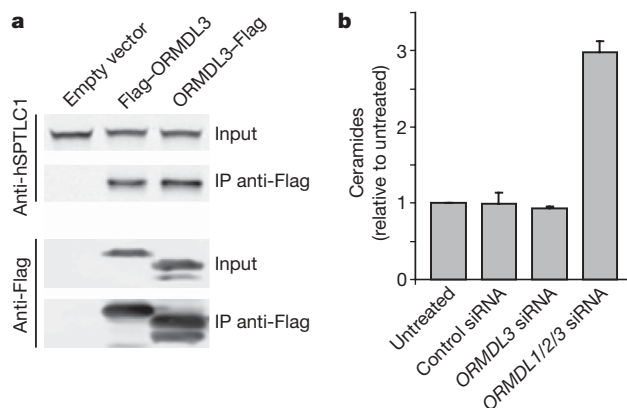 a
Empty vector
Flag–ORMDL3
ORMDL3–Flag
Anti-hSPTLC1
Input
IP anti-Flag
Anti-Flag
Input
IP anti-Flag
b
Ceramides
(relative to untreated)
3
2
1
0
Untreated
Control siRNA
ORMDL3 siRNA
ORMDL1/2/3 siRNA